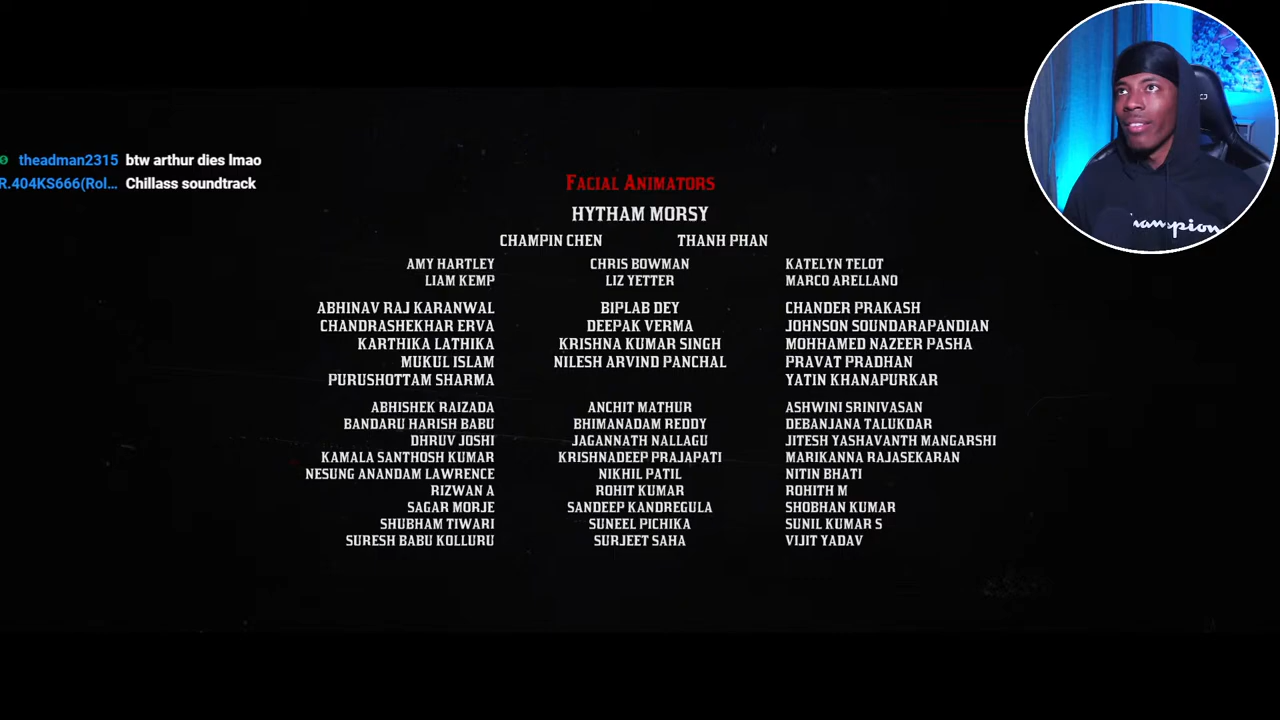 theadman2315 btw arthur dies lmao
R.404KS666(Rol... Chillass soundtrack
FACIAL ANIMATORS
HYTHAM MORSY
CHAMPIN CHEN THANH PHAN
AMY HARTLEY CHRIS BOWMAN KATELYN TELOT
LIAM KEMP LIZ YETTER MARCO ARELLANO
ABHINAV RAJ KARANWAL BIPLAB DEY CHANDER PRAKASH
CHANDRASHEKHAR ERVA DEEPAK VERMA JOHNSON SOUNDARAPANDIAN
KARTHIKA LATHIKA KRISHNA KUMAR SINGH MOHHAMED NAZEER PASHA
MUKUL ISLAM NILESH ARVIND PANCHAL PRAVAT PRADHAN
PURUSHOTTAM SHARMA YATIN KHANAPURKAR
ABHISHEK RAIZADA ANCHIT MATHUR ASHWINI SRINIVASAN
BANDARU HARISH BABU BHIMANADAM REDDY DEBANJANA TALUKDAR
DHRUV JOSHI JAGANNATH NALLAGU JITESH YASHAVANTH MANGARSHI
KAMALA SANTHOSH KUMAR KRISHNADEEP PRAJAPATI MARIKANNA RAJASEKARAN
NESUNG ANANDAM LAWRENCE NIKHIL PATIL NITIN BHATI
RIZWAN A ROHIT KUMAR ROHITH M
SAGAR MORJE SANDEEP KANDREGULA SHOBHAN KUMAR
SHUBHAM TIWARI SUNEEL PICHIKA SUNIL KUMAR S
SURESH BABU KOLLURU SURJEET SAHA VIJIT YADAV